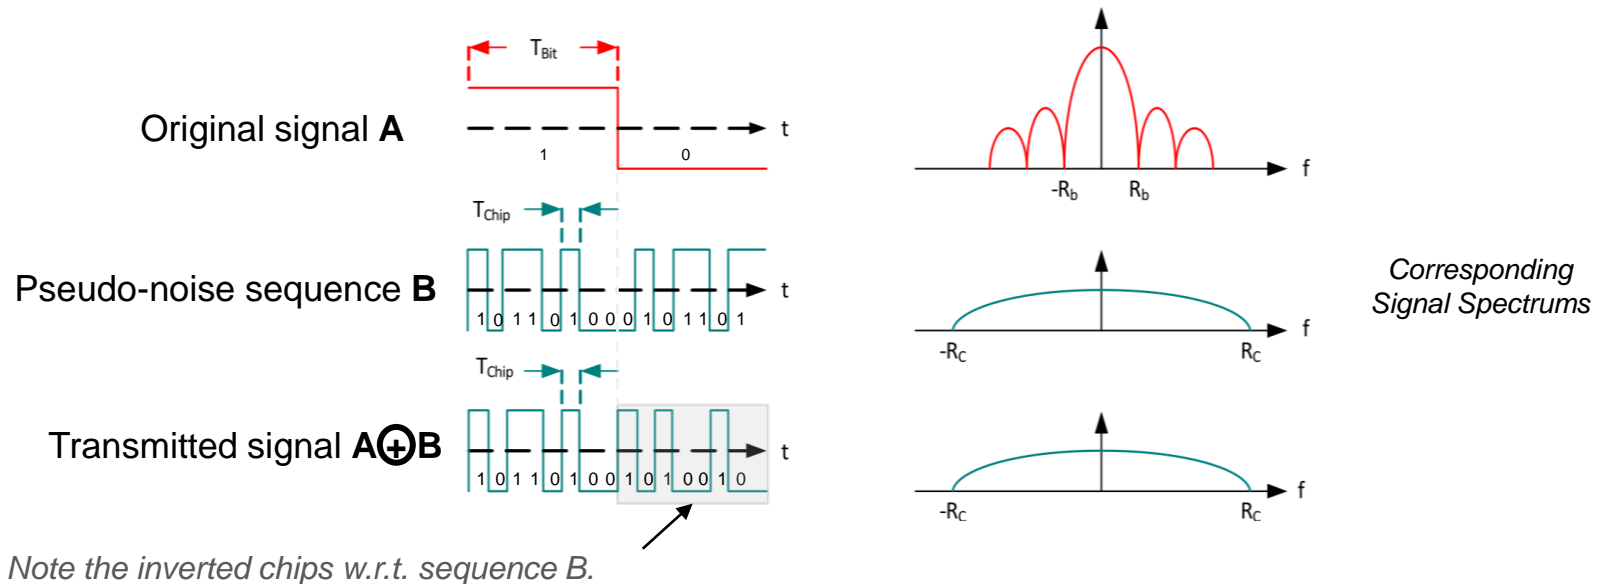 T_Bit
Original signal A
t
1 0
-R_b R_b
f
T_Chip
Pseudo-noise sequence B
t
1 0 1 1 0 1 0 0 0 1 0 1 1 0 1
-R_C R_C
f
Corresponding
Signal Spectrums
T_Chip
Transmitted signal A⊕B
t
1 0 1 1 0 1 0 0 1 0 1 0 0 1 0
-R_C R_C
f
Note the inverted chips w.r.t. sequence B.